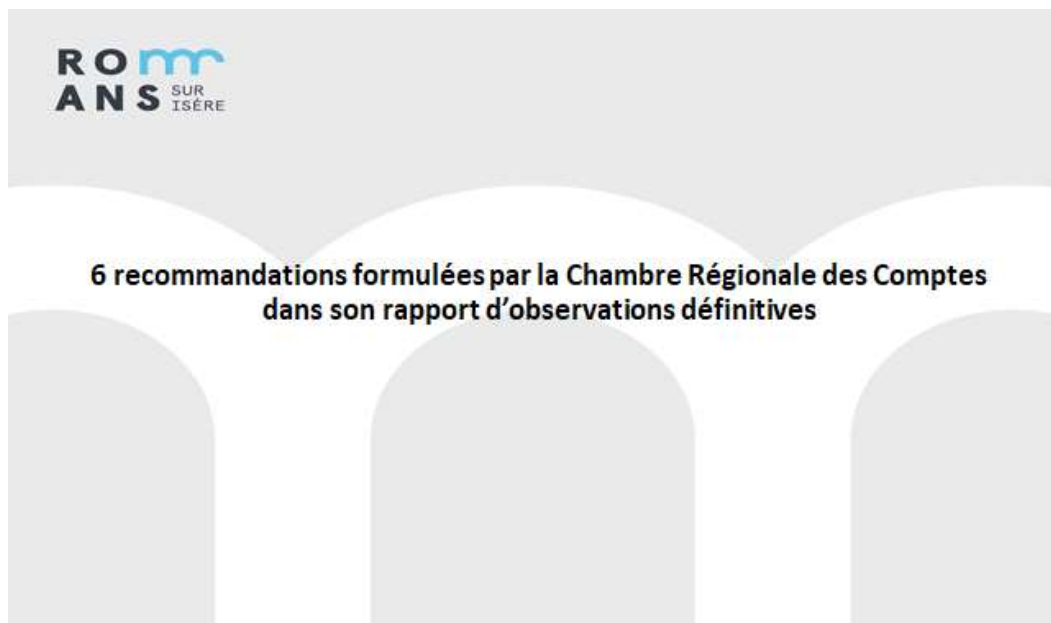 RO
ANS SUR ISÈRE
6 recommandations formulées par la Chambre Régionale des Comptes
dans son rapport d’observations définitives